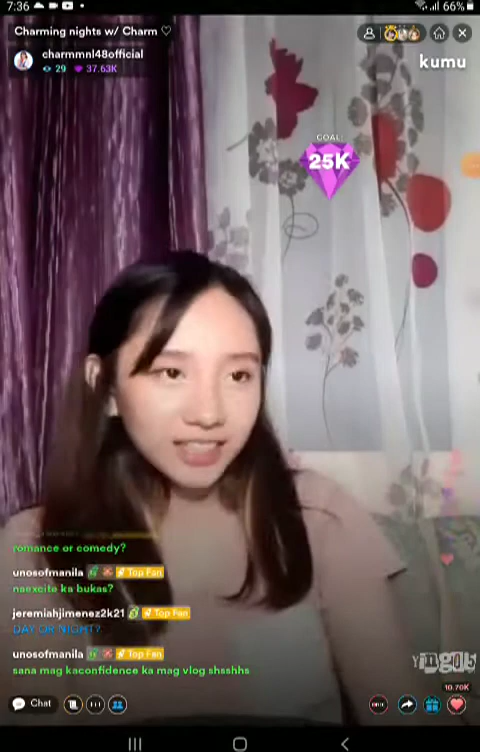 7:36
66%
Charming nights w/ Charm ♡
charmmnl48official
29 37.63K
kumu
GOAL:
25K
romance or comedy?
unosofmanila Top Fan
naexcite ka bukas?
jeremiahjimenez2k21 Top Fan
DAY OR NIGHT?
unosofmanila Top Fan
sana mag kaconfidence ka mag vlog shsshhs
10.70K
Chat